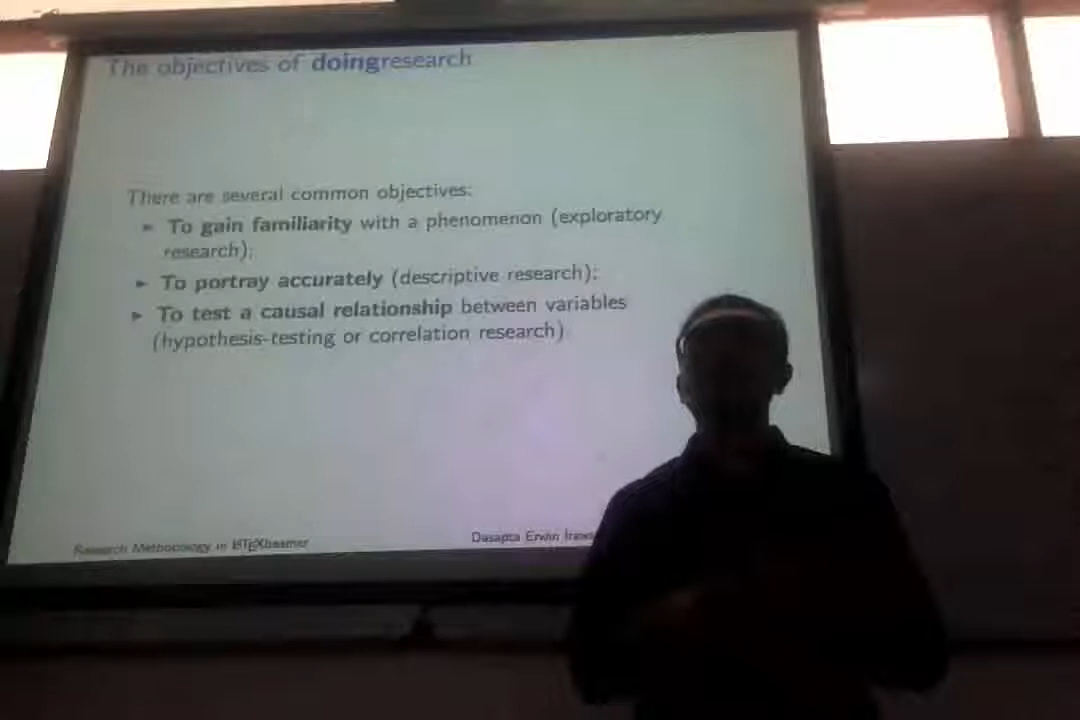 The objectives of doingresearch
There are several common objectives:
► To gain familiarity with a phenomenon (exploratory
research);
► To portray accurately (descriptive research);
► To test a causal relationship between variables
(hypothesis-testing or correlation research)
Research Methodology in LATEXbeamer
Dasapta Erwin